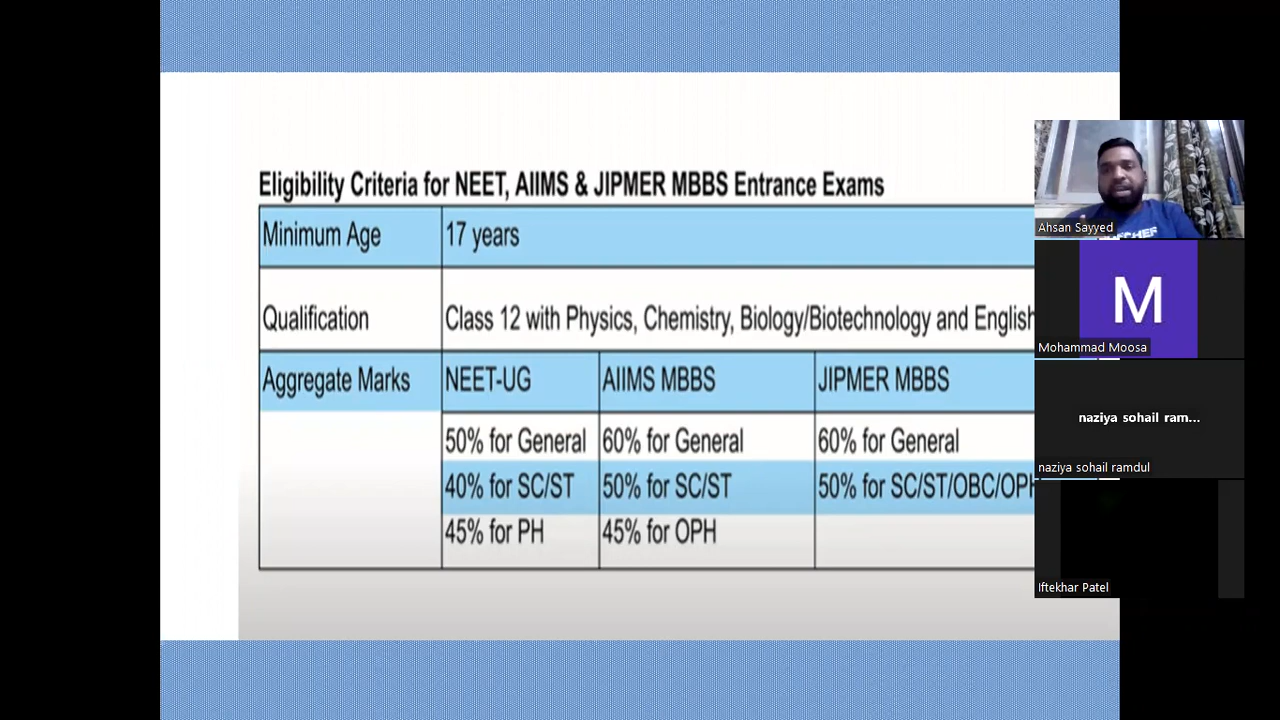 Eligibility Criteria for NEET, AIIMS & JIPMER MBBS Entrance Exams
Minimum Age 17 years
Qualification Class 12 with Physics, Chemistry, Biology/Biotechnology and English
Aggregate Marks NEET-UG AIIMS MBBS JIPMER MBBS
50% for General 60% for General 60% for General
40% for SC/ST 50% for SC/ST 50% for SC/ST/OBC/OPH
45% for PH 45% for OPH
Ahsan Sayyed
M
Mohammad Moosa
naziya sohail ram...
naziya sohail ramdul
Iftekhar Patel